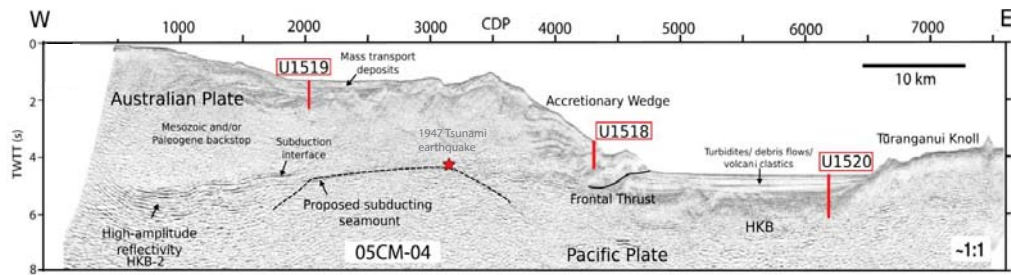 W
E
1000 2000 3000 CDP 4000 5000 6000 7000
0
2
4
6
8
TWTT (s)
U1519
Mass transport
deposits
10 km
Australian Plate
Accretionary Wedge
Mesozoic and/or
Paleogene backstop
Subduction
interface
1947 Tsunami
earthquake
U1518
Turbidites/ debris flows/
volcani clastics
U1520
Tūranganui Knoll
Frontal Thrust
Proposed subducting
seamount
HKB
High-amplitude
reflectivity
HKB-2
05CM-04
Pacific Plate
~1:1